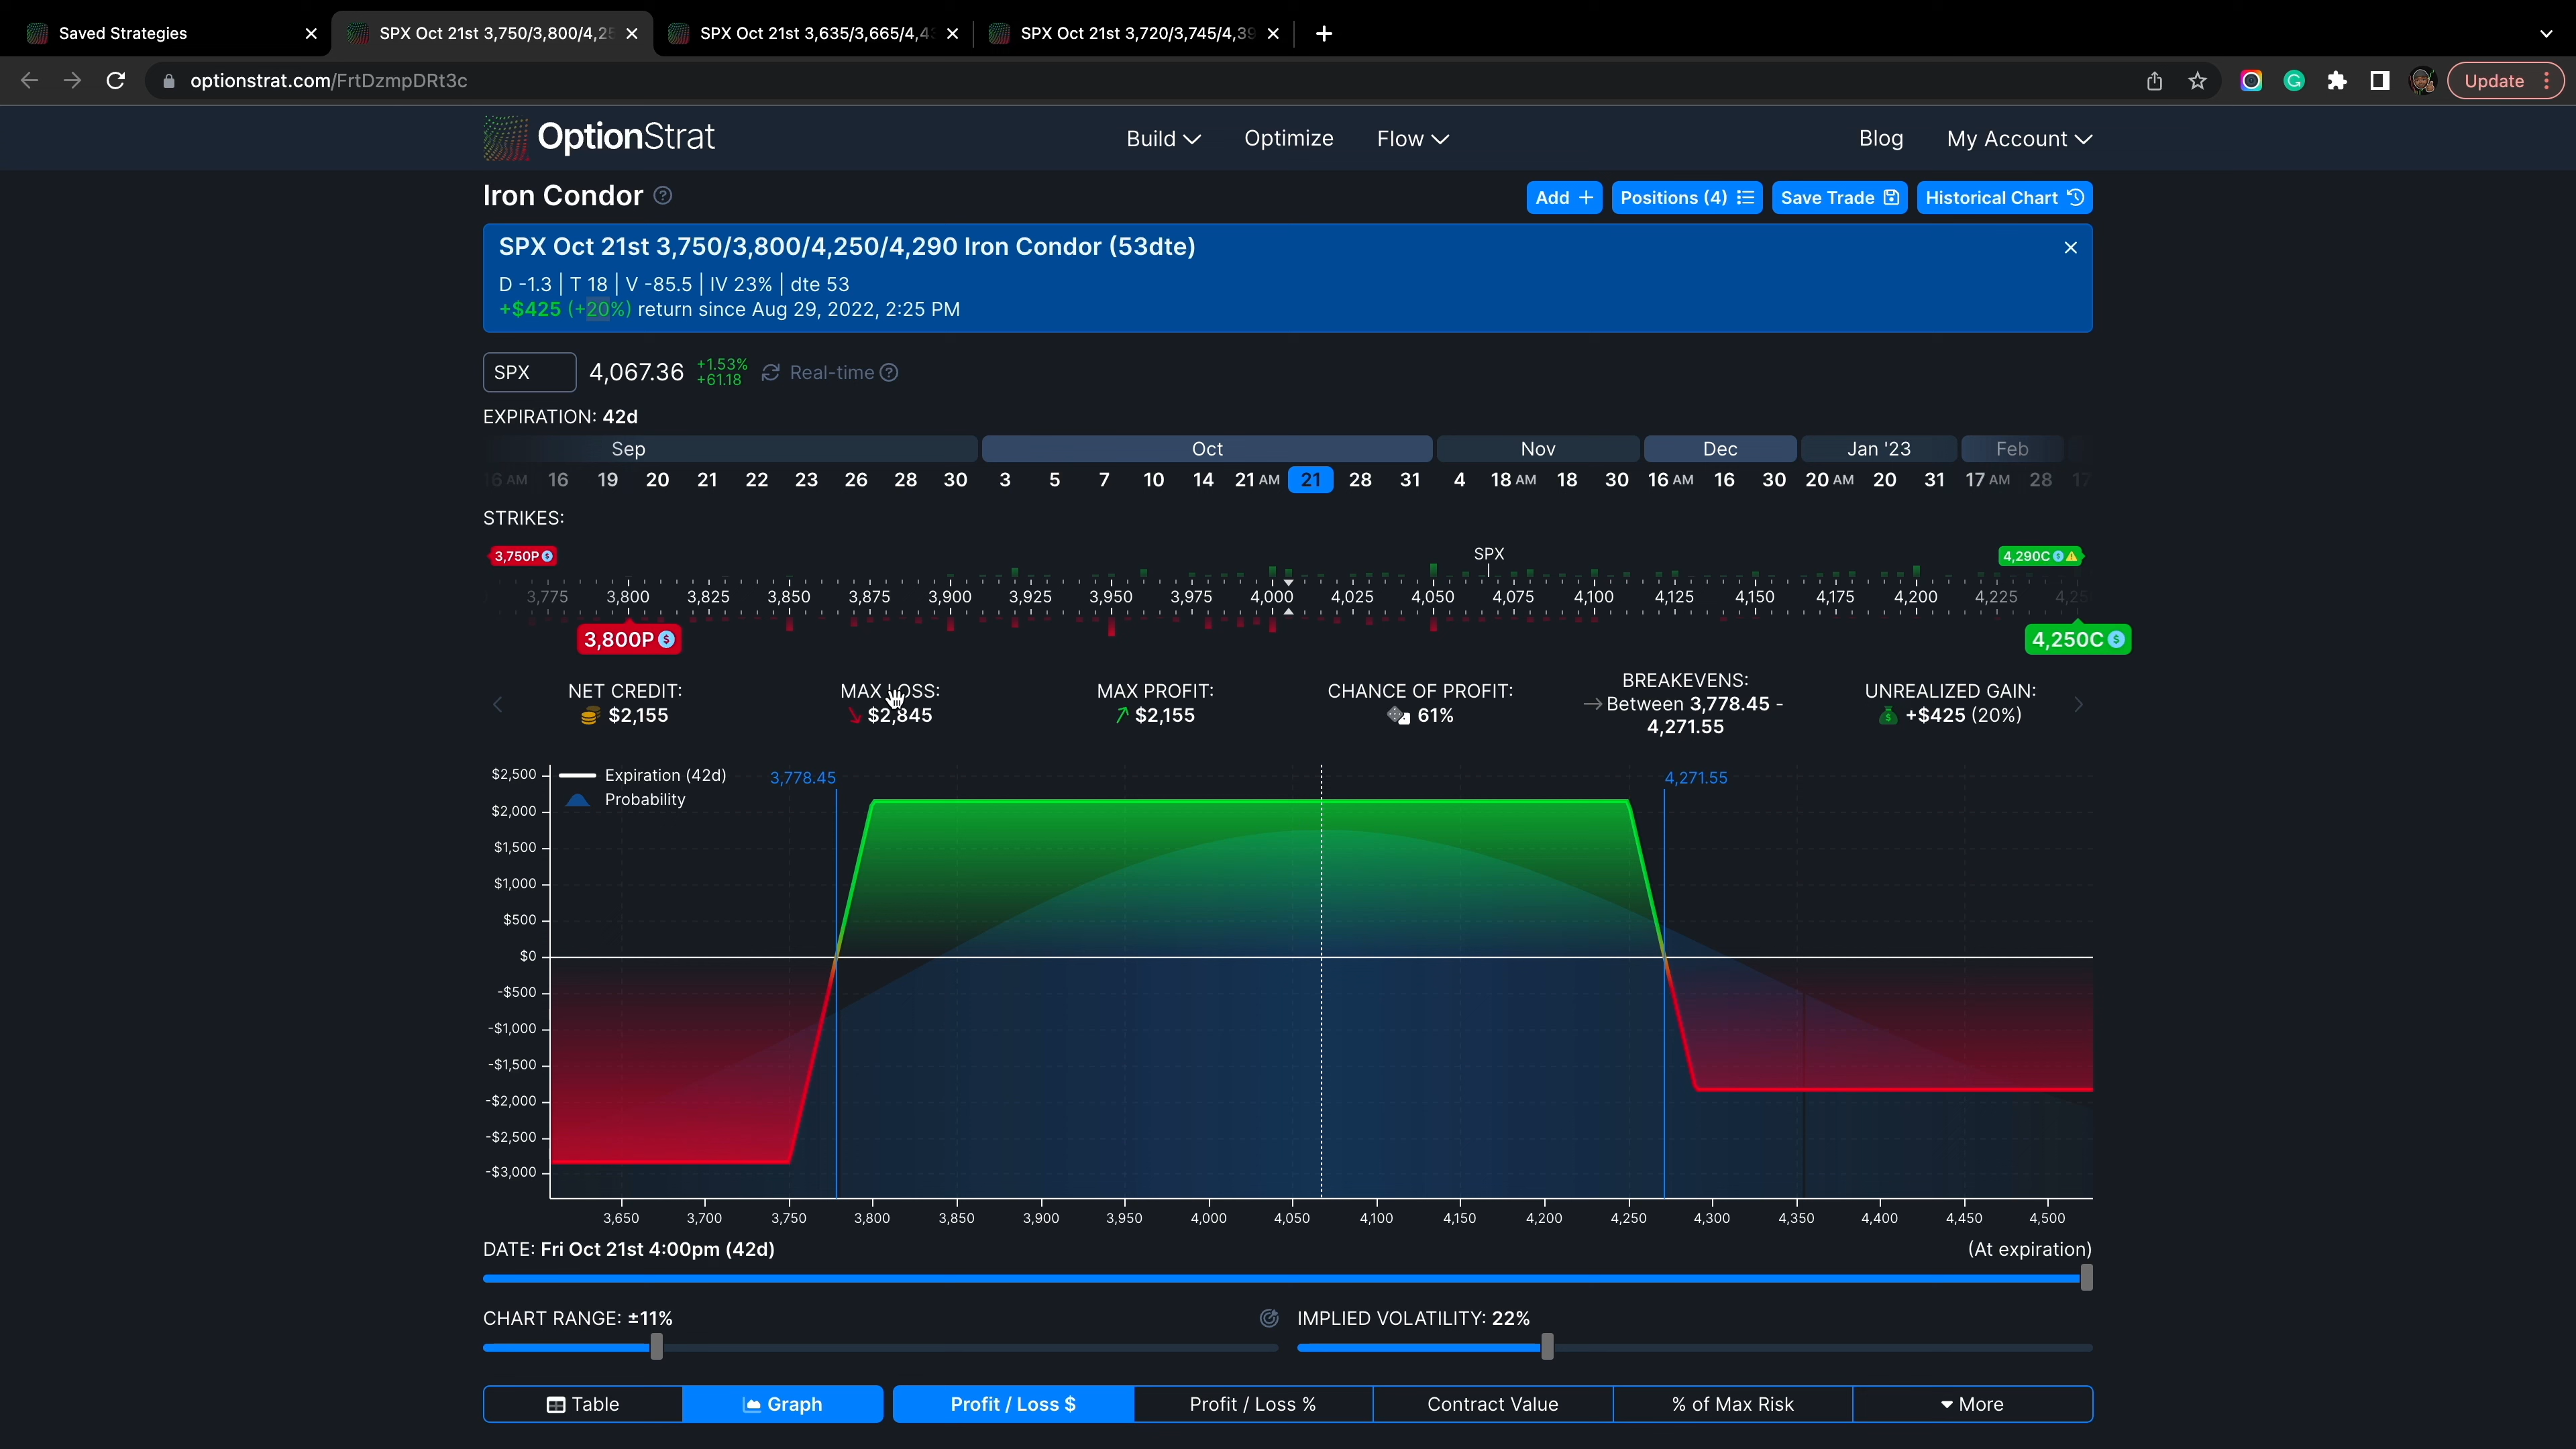 Saved Strategies
SPX Oct 21st 3,750/3,800/4,25
SPX Oct 21st 3,635/3,665/4,43
SPX Oct 21st 3,720/3,745/4,39
optionstrat.com/FrtDzmpDRt3c
Update
OptionStrat
Build
Optimize
Flow
Blog
My Account
Iron Condor ?
Add +
Positions (4)
Save Trade
Historical Chart
SPX Oct 21st 3,750/3,800/4,250/4,290 Iron Condor (53dte)
D -1.3 | T 18 | V -85.5 | IV 23% | dte 53
+$425 (+20%) return since Aug 29, 2022, 2:25 PM
SPX 4,067.36 +1.53% +61.18 Real-time ?
EXPIRATION: 42d
Sep Oct Nov Dec Jan '23 Feb
16 AM 16 19 20 21 22 23 26 28 30 3 5 7 10 14 21 AM 21 28 31 4 18 AM 18 30 16 AM 16 30 20 AM 20 31 17 AM 28 17
STRIKES:
3,750P $ SPX 4,290C $
3,775 3,800 3,825 3,850 3,875 3,900 3,925 3,950 3,975 4,000 4,025 4,050 4,075 4,100 4,125 4,150 4,175 4,200 4,225 4,25
3,800P $ 4,250C $
NET CREDIT:
$2,155
MAX LOSS:
$2,845
MAX PROFIT:
$2,155
CHANCE OF PROFIT:
61%
BREAKEVENS:
Between 3,778.45 -
4,271.55
UNREALIZED GAIN:
+$425 (20%)
Expiration (42d)
Probability
3,778.45
4,271.55
$2,500
$2,000
$1,500
$1,000
$500
$0
-$500
-$1,000
-$1,500
-$2,000
-$2,500
-$3,000
3,650 3,700 3,750 3,800 3,850 3,900 3,950 4,000 4,050 4,100 4,150 4,200 4,250 4,300 4,350 4,400 4,450 4,500
DATE: Fri Oct 21st 4:00pm (42d)
(At expiration)
CHART RANGE: ±11%
IMPLIED VOLATILITY: 22%
Table
Graph
Profit / Loss $
Profit / Loss %
Contract Value
% of Max Risk
More